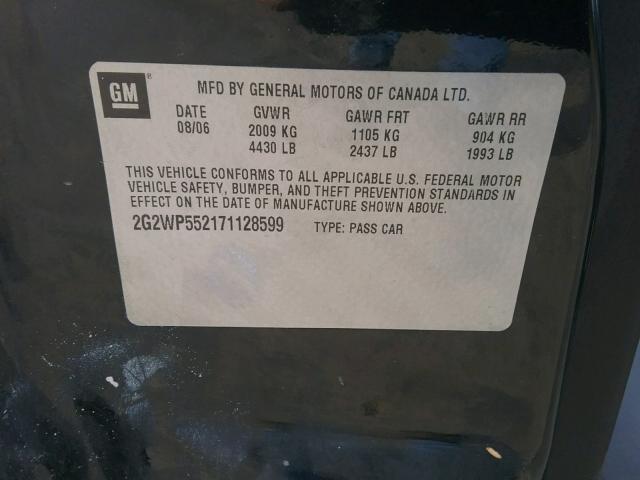 GM ®
MFD BY GENERAL MOTORS OF CANADA LTD.
DATE GVWR GAWR FRT GAWR RR
08/06 2009 KG 1105 KG 904 KG
4430 LB 2437 LB 1993 LB
THIS VEHICLE CONFORMS TO ALL APPLICABLE U.S. FEDERAL MOTOR
VEHICLE SAFETY, BUMPER, AND THEFT PREVENTION STANDARDS IN
EFFECT ON THE DATE OF MANUFACTURE SHOWN ABOVE.
2G2WP552171128599 TYPE: PASS CAR